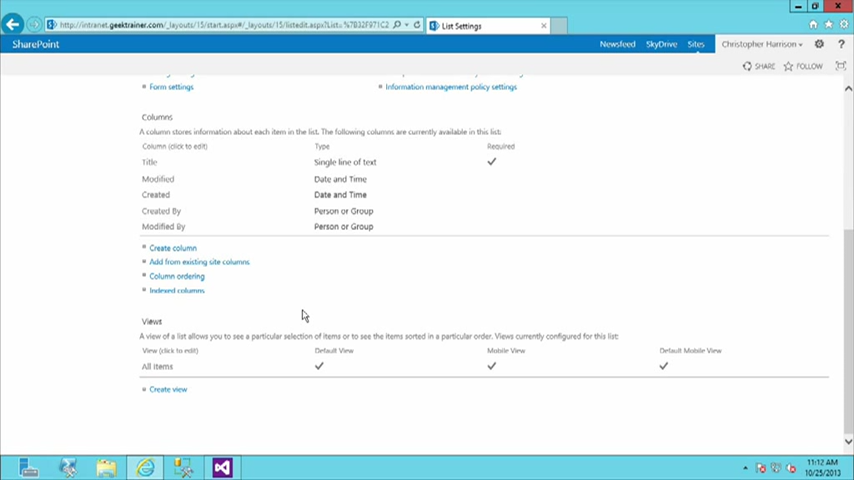 http://intranet.geektrainer.com/_layouts/15/start.aspx#/_layouts/15/listedit.aspx?List=%7B32F971C2
List Settings
SharePoint
Newsfeed SkyDrive Sites Christopher Harrison
SHARE FOLLOW
Form settings Information management policy settings
Columns
A column stores information about each item in the list. The following columns are currently available in this list:
Column (click to edit) Type Required
Title Single line of text
Modified Date and Time
Created Date and Time
Created By Person or Group
Modified By Person or Group
Create column
Add from existing site columns
Column ordering
Indexed columns
Views
A view of a list allows you to see a particular selection of items or to see the items sorted in a particular order. Views currently configured for this list:
View (click to edit) Default View Mobile View Default Mobile View
All Items
Create view
11:12 AM
10/25/2013